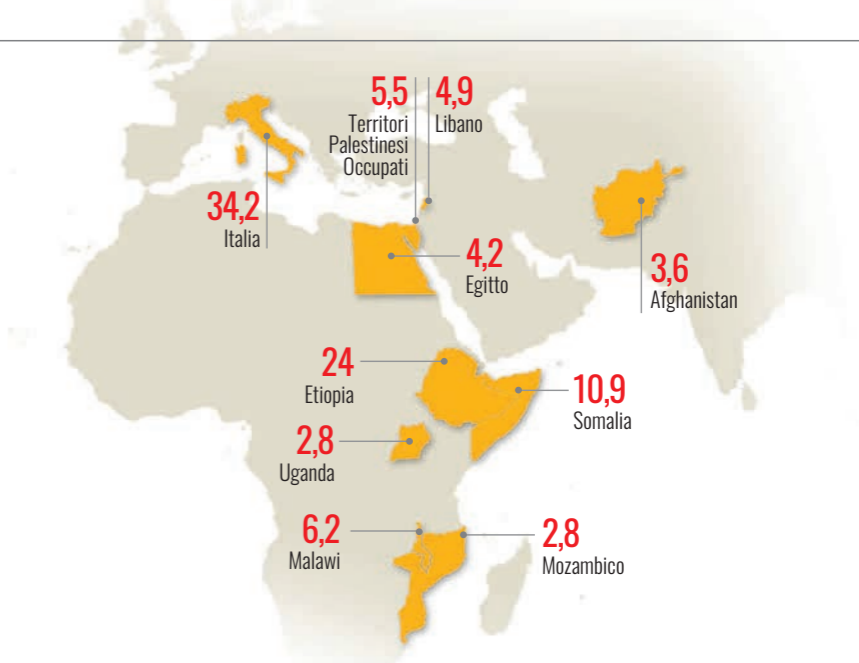 5,5
Territori
Palestinesi
Occupati
4,9
Libano
34,2
Italia
4,2
Egitto
3,6
Afghanistan
24
Etiopia
10,9
Somalia
2,8
Uganda
6,2
Malawi
2,8
Mozambico